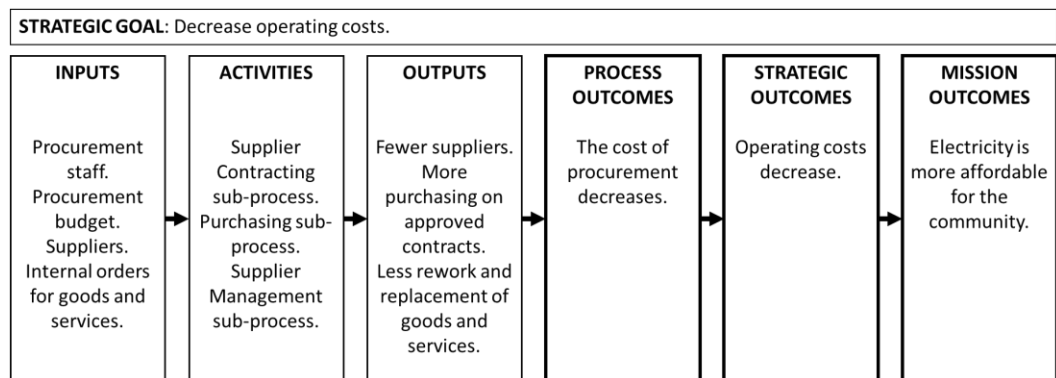 STRATEGIC GOAL: Decrease operating costs.
INPUTS
Procurement
staff.
Procurement
budget.
Suppliers.
Internal orders
for goods and
services.
ACTIVITIES
Supplier
Contracting
sub-process.
Purchasing sub-
process.
Supplier
Management
sub-process.
OUTPUTS
Fewer suppliers.
More
purchasing on
approved
contracts.
Less rework and
replacement of
goods and
services.
PROCESS
OUTCOMES
The cost of
procurement
decreases.
STRATEGIC
OUTCOMES
Operating costs
decrease.
MISSION
OUTCOMES
Electricity is
more affordable
for the
community.